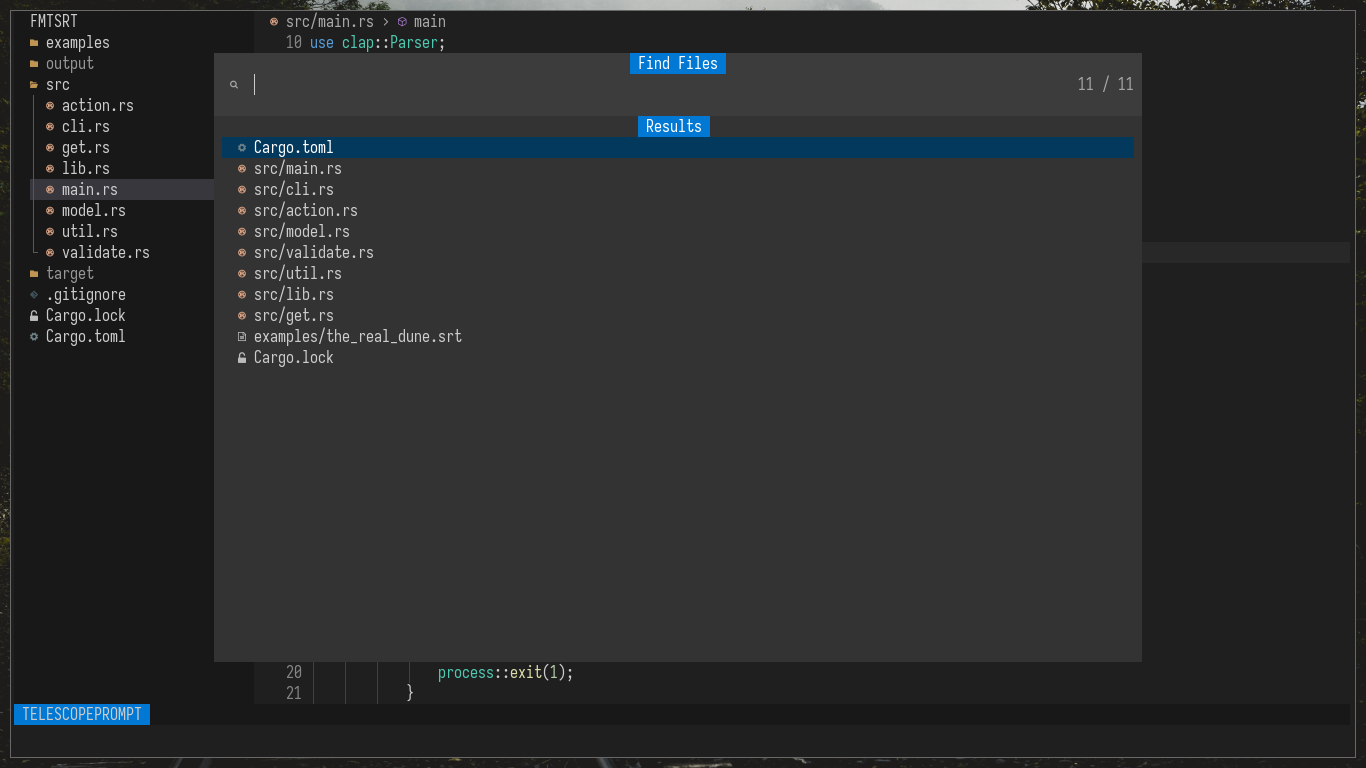 FMTSRT
examples
output
src
action.rs
cli.rs
get.rs
lib.rs
main.rs
model.rs
util.rs
validate.rs
target
.gitignore
Cargo.lock
Cargo.toml
src/main.rs > main
10 use clap::Parser;
Find Files
11 / 11
Results
Cargo.toml
src/main.rs
src/cli.rs
src/action.rs
src/model.rs
src/validate.rs
src/util.rs
src/lib.rs
src/get.rs
examples/the_real_dune.srt
Cargo.lock
20 process::exit(1);
21 }
TELESCOPEPROMPT